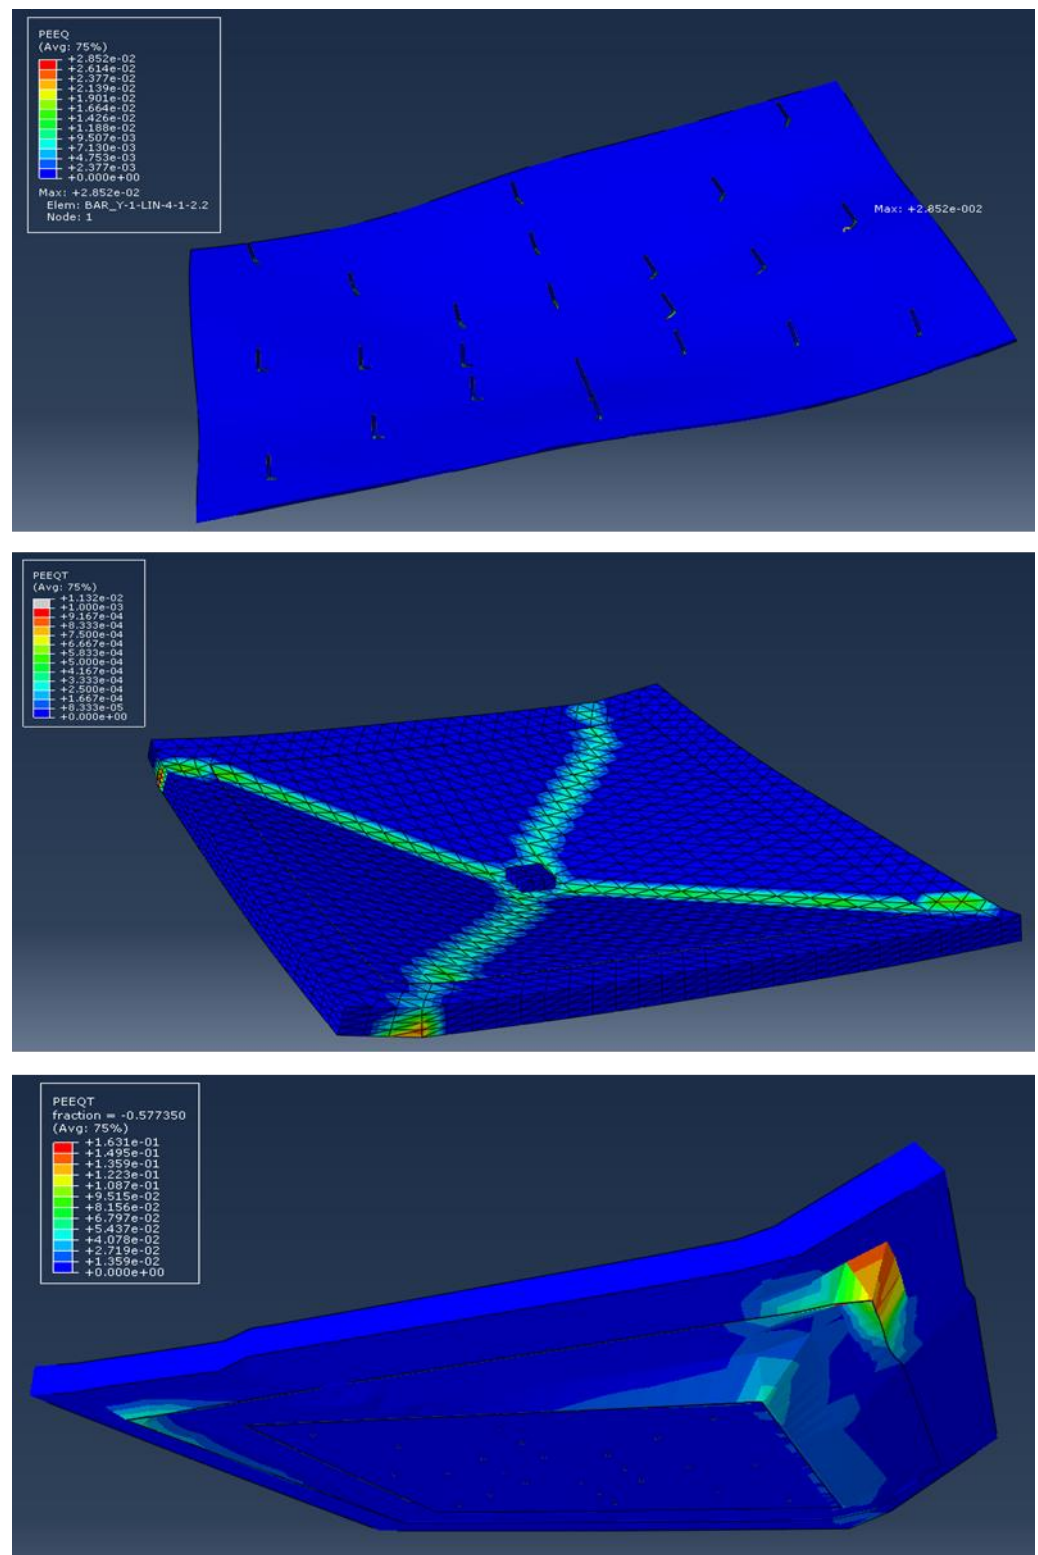 PEEQ
(Avg: 75%)
+2.852e-02
+2.614e-02
+2.377e-02
+2.139e-02
+1.901e-02
+1.664e-02
+1.426e-02
+1.188e-02
+9.507e-03
+7.130e-03
+4.753e-03
+2.377e-03
+0.000e+00
Max: +2.852e-02
Elem: BAR_Y-1-LIN-4-1-2.2
Node: 1
Max: +2.852e-002
PEEQT
(Avg: 75%)
+1.132e-02
+1.000e-03
+9.167e-04
+8.333e-04
+7.500e-04
+6.667e-04
+5.833e-04
+5.000e-04
+4.167e-04
+3.333e-04
+2.500e-04
+1.667e-04
+8.333e-05
+0.000e+00
PEEQT
fraction = -0.577350
(Avg: 75%)
+1.631e-01
+1.495e-01
+1.359e-01
+1.223e-01
+1.087e-01
+9.515e-02
+8.156e-02
+6.797e-02
+5.437e-02
+4.078e-02
+2.719e-02
+1.359e-02
+0.000e+00